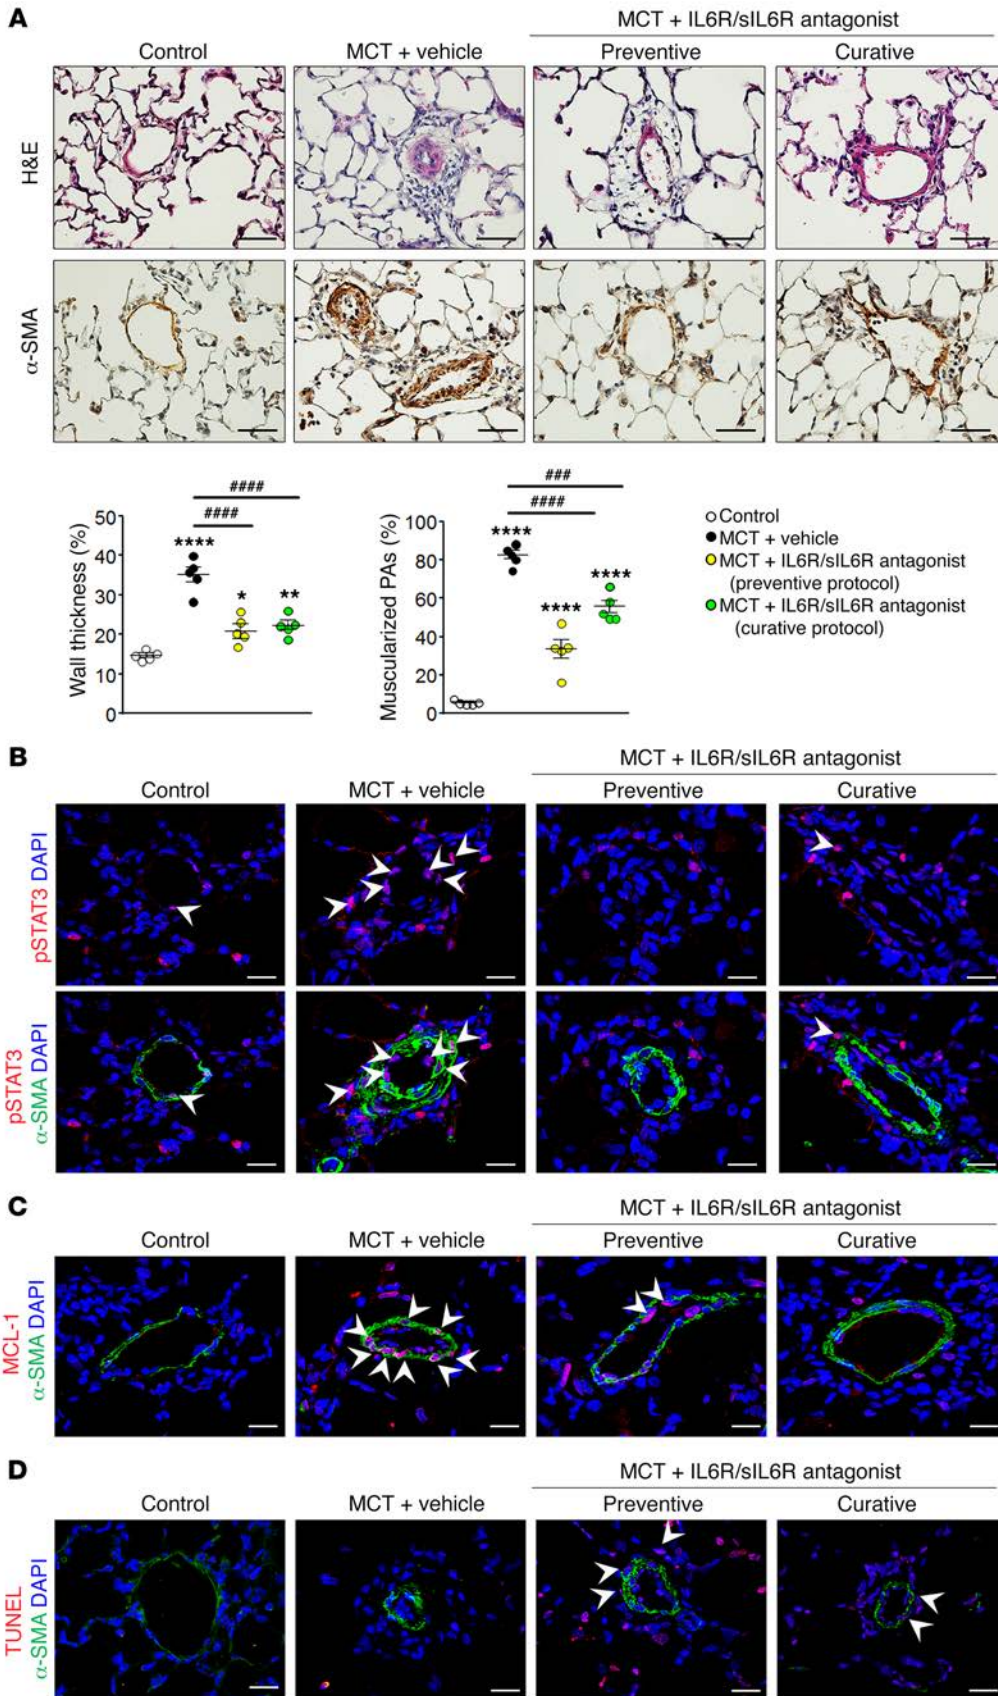 A
MCT + IL6R/sIL6R antagonist
Control
MCT + vehicle
Preventive
Curative
H&E
α-SMA
Wall thickness (%)
50
40
30
20
10
0
####
####
****
*
**
Muscularized PAs (%)
100
80
60
40
20
0
###
####
****
****
****
Control
MCT + vehicle
MCT + IL6R/sIL6R antagonist
(preventive protocol)
MCT + IL6R/sIL6R antagonist
(curative protocol)
B
MCT + IL6R/sIL6R antagonist
Control
MCT + vehicle
Preventive
Curative
pSTAT3 DAPI
pSTAT3
α-SMA DAPI
C
MCT + IL6R/sIL6R antagonist
Control
MCT + vehicle
Preventive
Curative
MCL-1
α-SMA DAPI
D
MCT + IL6R/sIL6R antagonist
Control
MCT + vehicle
Preventive
Curative
TUNEL
α-SMA DAPI